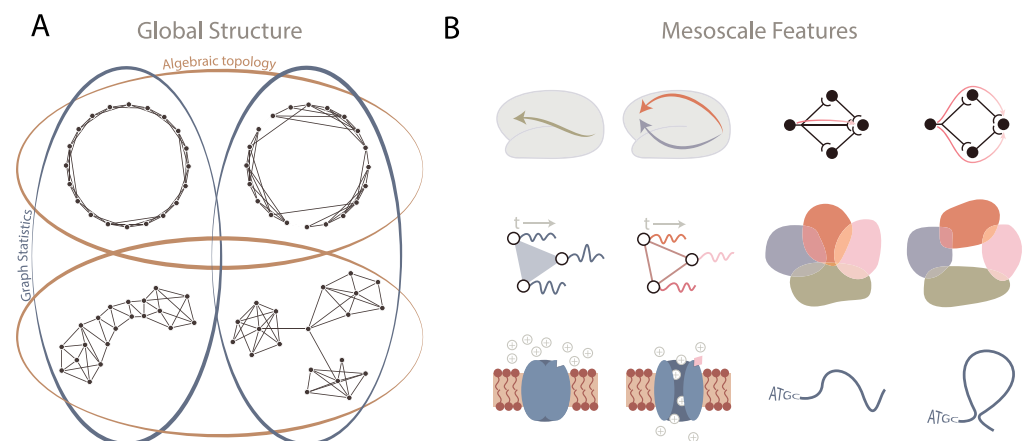 A
Global Structure
B
Mesoscale Features
Algebraic topology
Graph Statistics
t
t
+ + + + + + +
+ + + + + + +
ATGC
ATGC